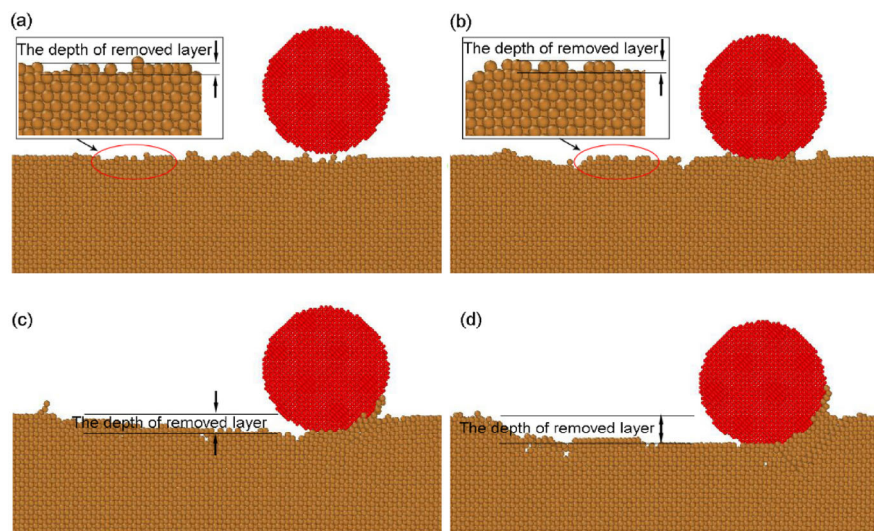 (a)
The depth of removed layer
(b)
The depth of removed layer
(c)
The depth of removed layer
(d)
The depth of removed layer